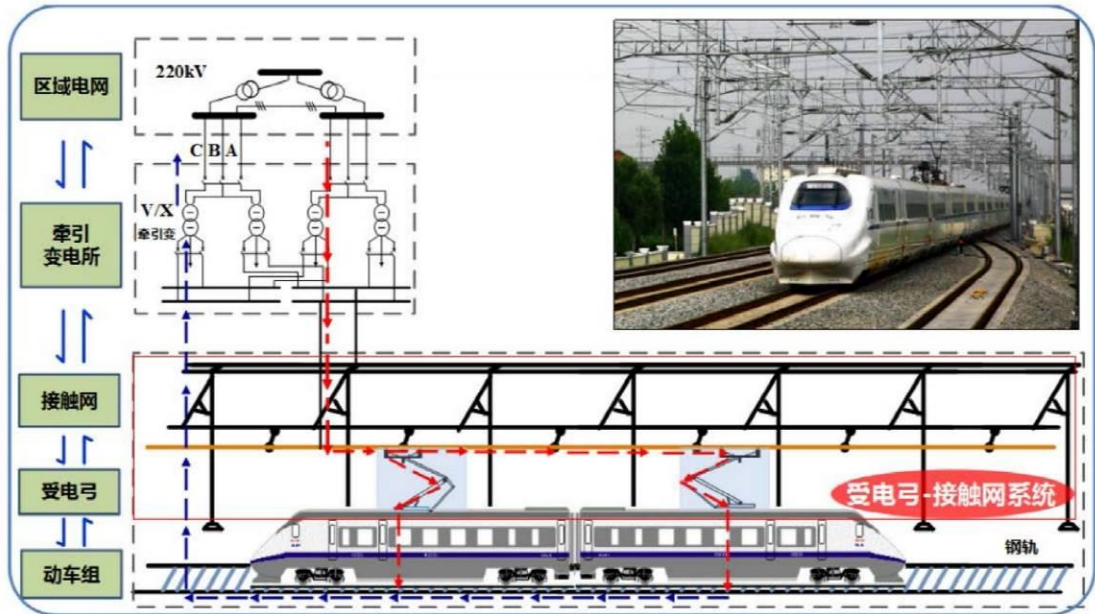 区域电网
牵引
变电所
接触网
受电弓
动车组
220kV
C B A
V/X
牵引变
受电弓-接触网系统
钢轨